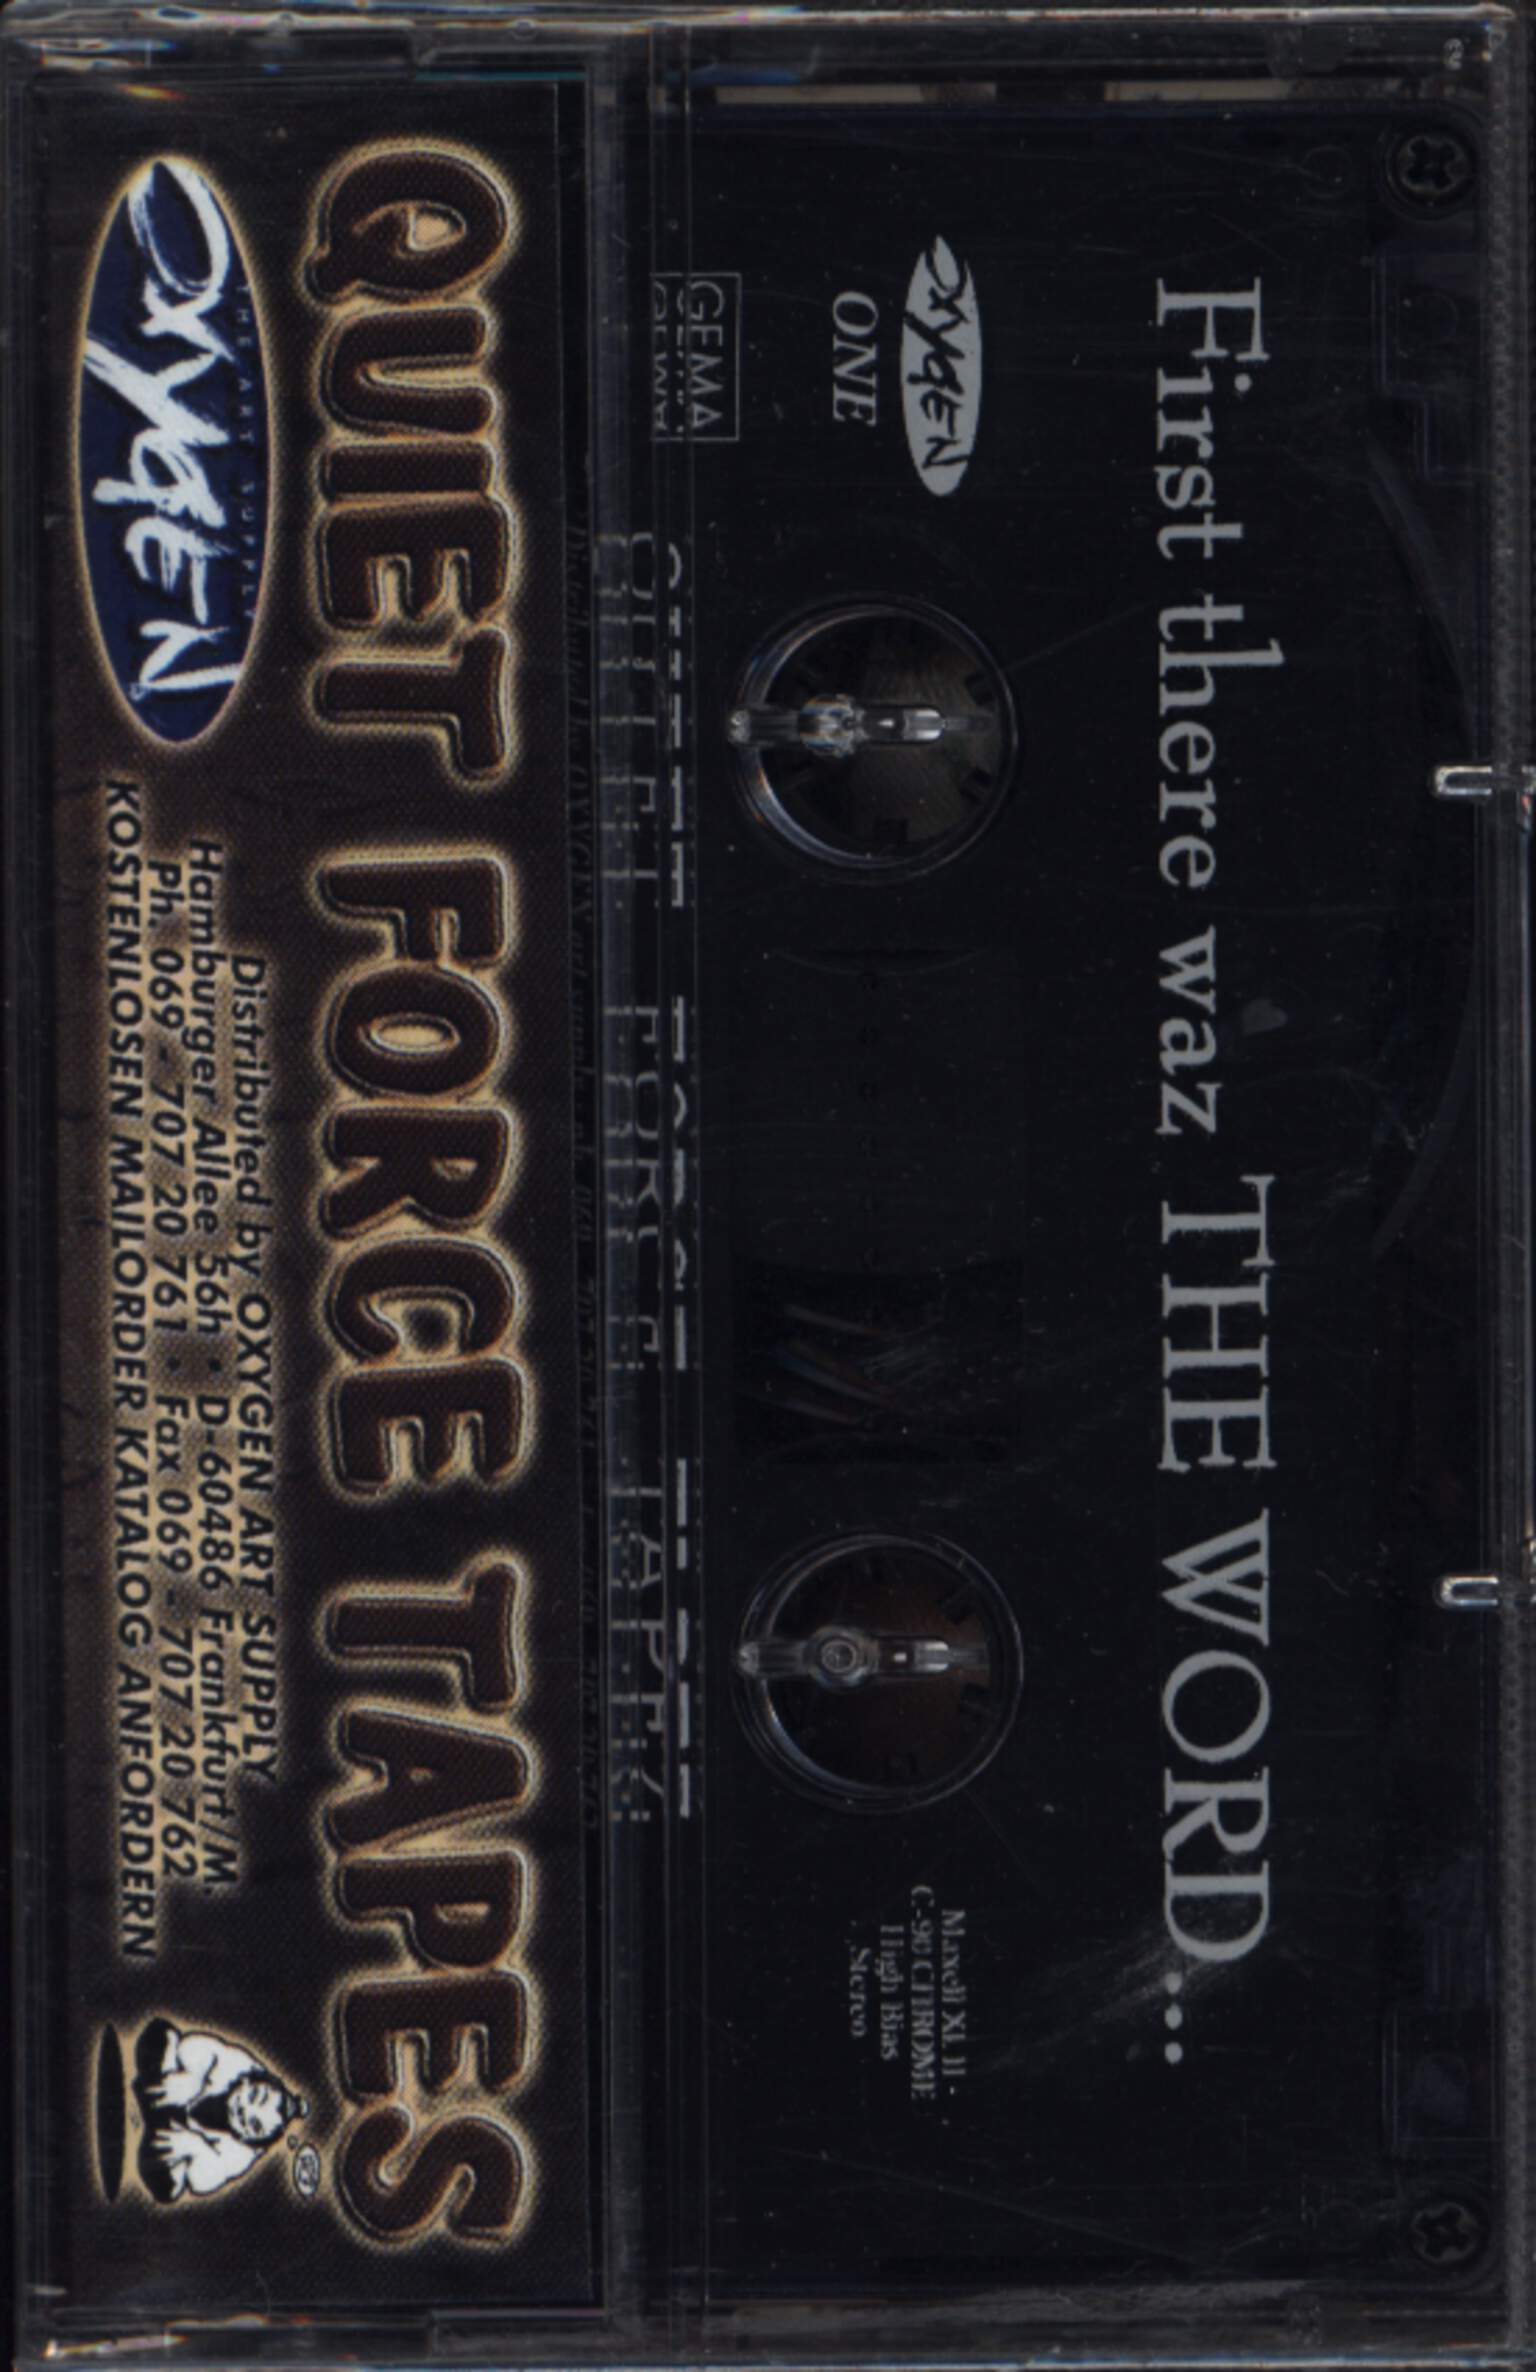 First there waz THE WORD...
OXYGEN
ONE
Maxell XL II -
C-90 CHROME
High Bias
Stereo
GEMA
QUIET FORCE TAPES
OXYGEN
THE ART SUPPLY
Distributed by OXYGEN ART SUPPLY
Hamburger Allee 56h • D-60486 Frankfurt/M.
Ph. 069 - 707 20 761 • Fax 069 - 707 20 762
KOSTENLOSEN MAILORDER KATALOG ANFORDERN